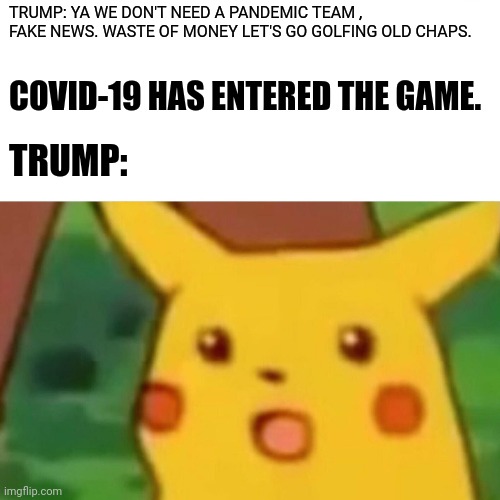 TRUMP: YA WE DON'T NEED A PANDEMIC TEAM ,
FAKE NEWS. WASTE OF MONEY LET'S GO GOLFING OLD CHAPS.
COVID-19 HAS ENTERED THE GAME.
TRUMP:
imgflip.com